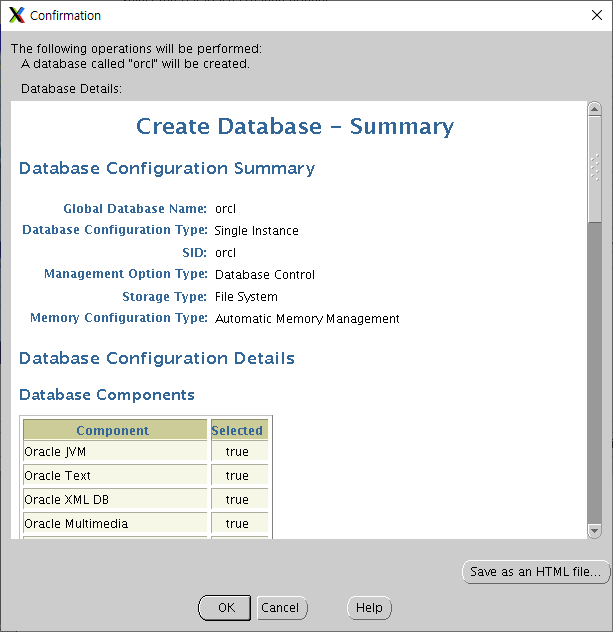 Confirmation
The following operations will be performed:
A database called "orcl" will be created.
Database Details:
Create Database - Summary
Database Configuration Summary
Global Database Name: orcl
Database Configuration Type: Single Instance
SID: orcl
Management Option Type: Database Control
Storage Type: File System
Memory Configuration Type: Automatic Memory Management
Database Configuration Details
Database Components
Component Selected
Oracle JVM true
Oracle Text true
Oracle XML DB true
Oracle Multimedia true
Save as an HTML file...
OK Cancel Help